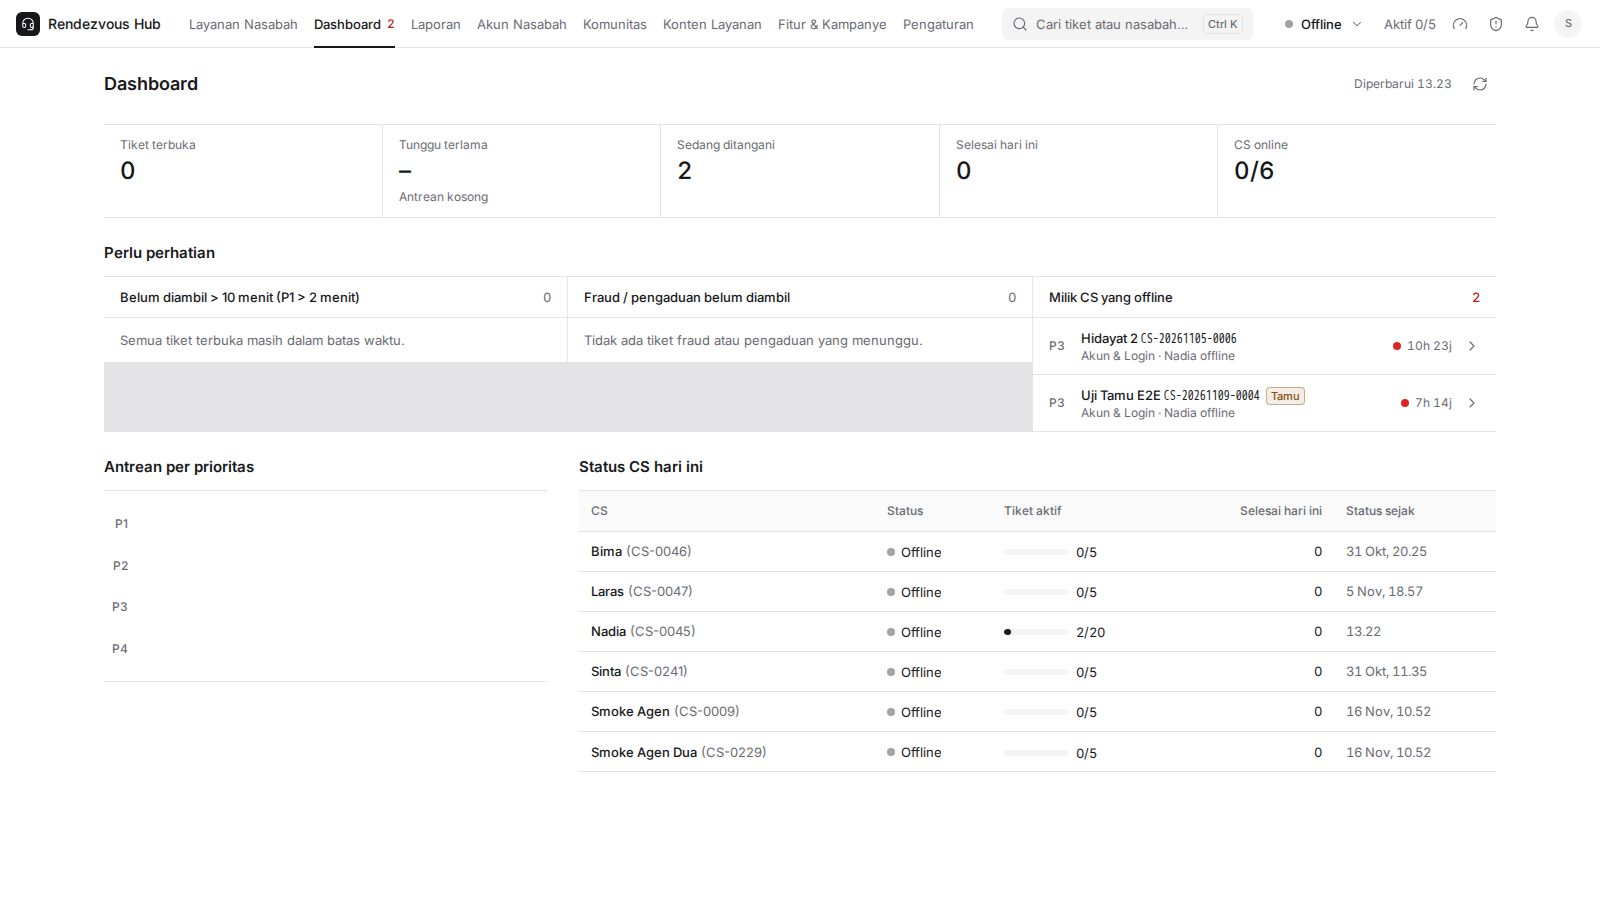 Rendezvous Hub Layanan Nasabah Dashboard 2 Laporan Akun Nasabah Komunitas Konten Layanan Fitur & Kampanye Pengaturan Cari tiket atau nasabah... Ctrl K Offline Aktif 0/5 S
Dashboard Diperbarui 13.23
Tiket terbuka Tunggu terlama Sedang ditangani Selesai hari ini CS online
0 – 2 0 0/6
Antrean kosong
Perlu perhatian
Belum diambil > 10 menit (P1 > 2 menit) 0 Fraud / pengaduan belum diambil 0 Milik CS yang offline 2
Semua tiket terbuka masih dalam batas waktu. Tidak ada tiket fraud atau pengaduan yang menunggu.
P3 Hidayat 2 CS-20261105-0006 10h 23j
Akun & Login · Nadia offline
P3 Uji Tamu E2E CS-20261109-0004 Tamu 7h 14j
Akun & Login · Nadia offline
Antrean per prioritas
P1
P2
P3
P4
Status CS hari ini
CS Status Tiket aktif Selesai hari ini Status sejak
Bima (CS-0046) Offline 0/5 0 31 Okt, 20.25
Laras (CS-0047) Offline 0/5 0 5 Nov, 18.57
Nadia (CS-0045) Offline 2/20 0 13.22
Sinta (CS-0241) Offline 0/5 0 31 Okt, 11.35
Smoke Agen (CS-0009) Offline 0/5 0 16 Nov, 10.52
Smoke Agen Dua (CS-0229) Offline 0/5 0 16 Nov, 10.52